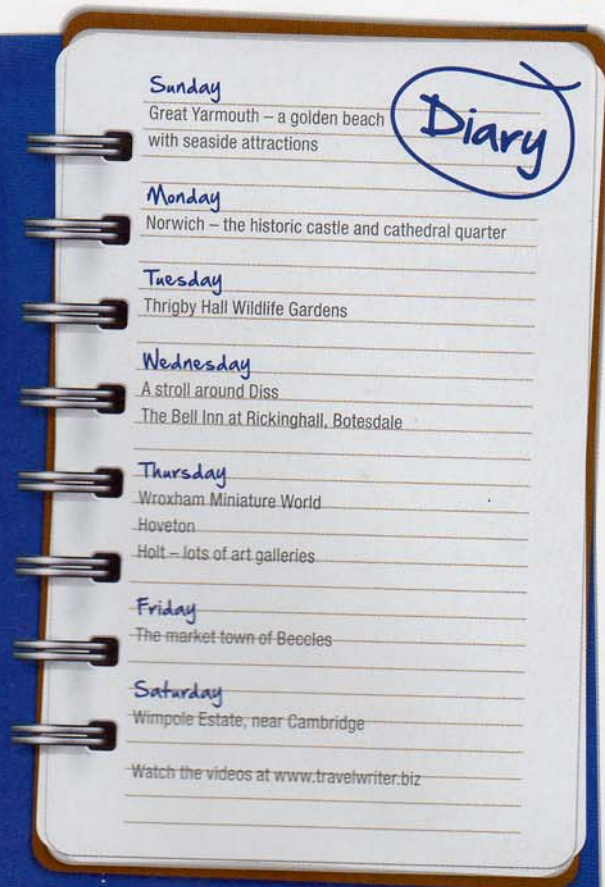 Diary
Sunday
Great Yarmouth – a golden beach
with seaside attractions
Monday
Norwich – the historic castle and cathedral quarter
Tuesday
Thrigby Hall Wildlife Gardens
Wednesday
A stroll around Diss
The Bell Inn at Rickinghall, Botesdale
Thursday
Wroxham Miniature World
Hoveton
Holt – lots of art galleries
Friday
The market town of Beccles
Saturday
Wimpole Estate, near Cambridge
Watch the videos at www.travelwriter.biz